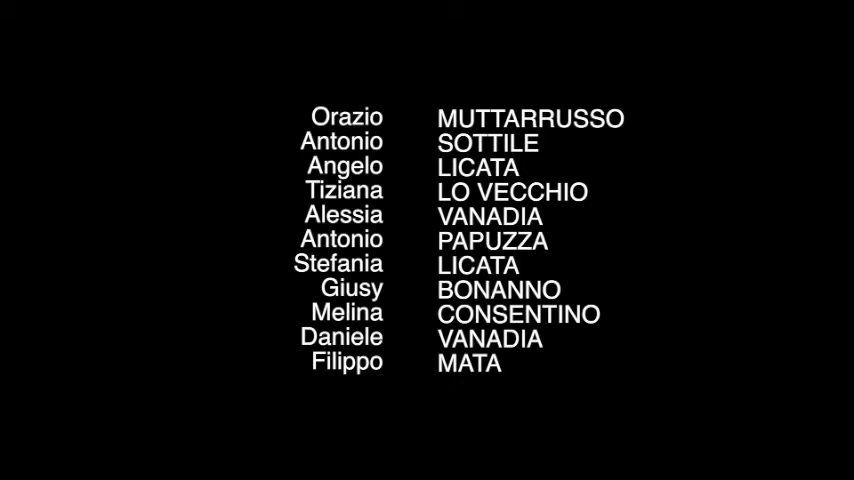 Orazio MUTTARRUSSO
Antonio SOTTILE
Angelo LICATA
Tiziana LO VECCHIO
Alessia VANADIA
Antonio PAPUZZA
Stefania LICATA
Giusy BONANNO
Melina CONSENTINO
Daniele VANADIA
Filippo MATA